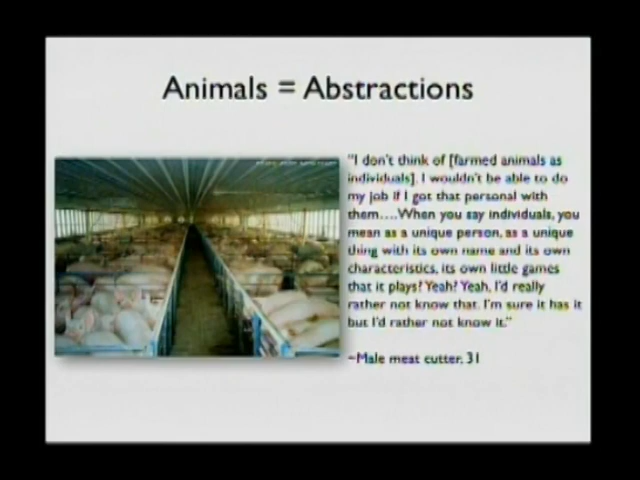 Animals = Abstractions
"I don't think of [farmed animals as
individuals]. I wouldn't be able to do
my job if I got that personal with
them....When you say individuals, you
mean as a unique person, as a unique
thing with its own name and its own
characteristics, its own little games
that it plays? Yeah? Yeah, I'd really
rather not know that. I'm sure it has it
but I'd rather not know it."
~Male meat cutter, 31